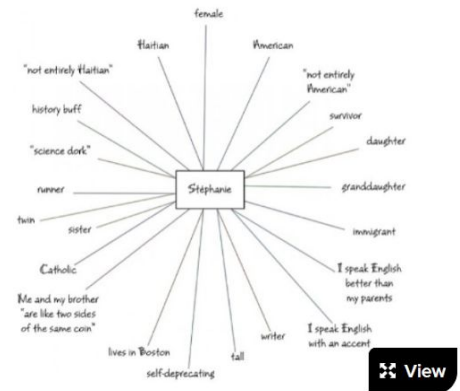 female
Haitian
American
"not entirely Haitian"
"not entirely
American"
history buff
survivor
"science dork"
daughter
runner
Stéphanie
granddaughter
twin
sister
immigrant
Catholic
I speak English
better than
my parents
Me and my brother
"are like two sides
of the same coin"
I speak English
with an accent
writer
lives in Boston
tall
self-deprecating
View